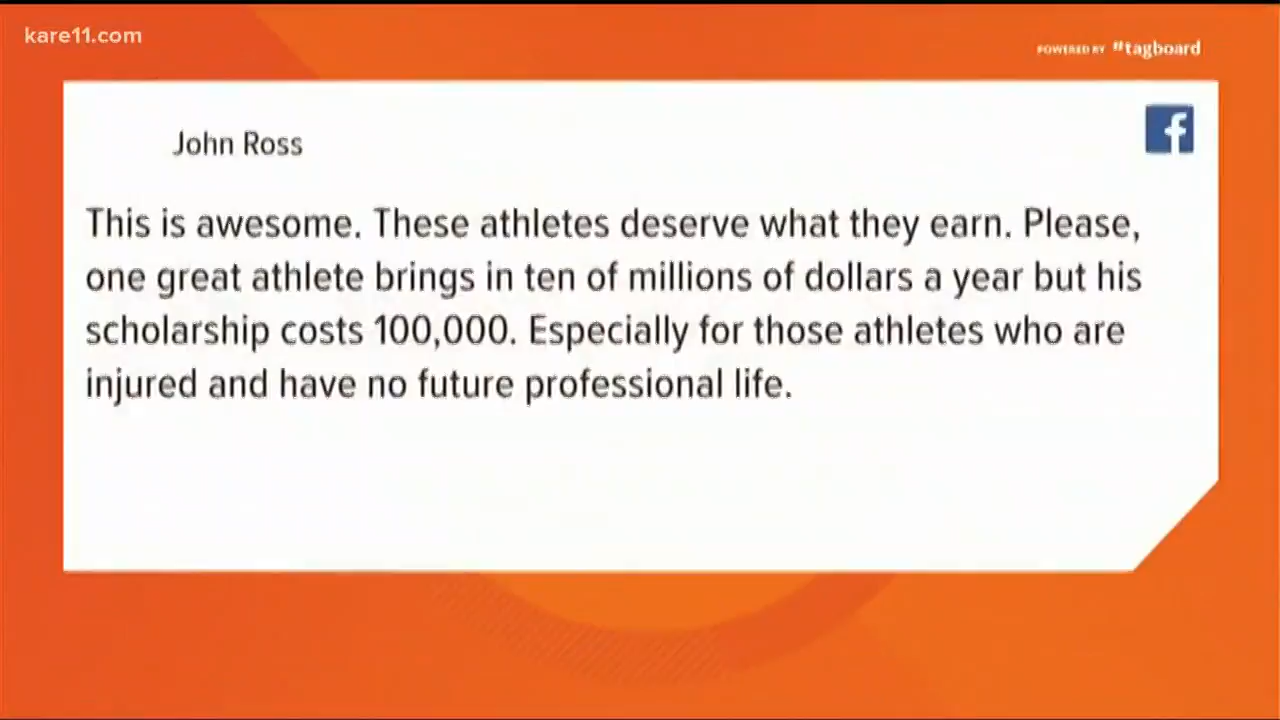 kare11.com
POWERED BY #tagboard
John Ross
This is awesome. These athletes deserve what they earn. Please,
one great athlete brings in ten of millions of dollars a year but his
scholarship costs 100,000. Especially for those athletes who are
injured and have no future professional life.